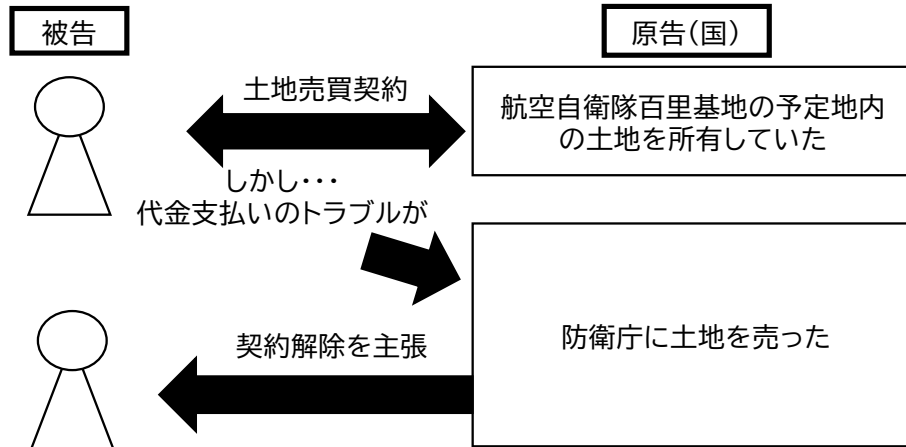 被告
原告(国)
土地売買契約
航空自衛隊百里基地の予定地内
の土地を所有していた
しかし・・・
代金支払いのトラブルが
防衛庁に土地を売った
契約解除を主張